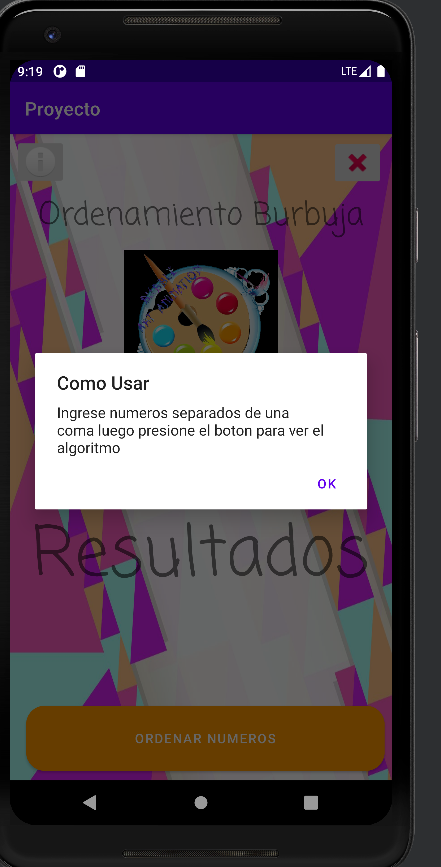 9:19 LTE
Proyecto
Ordenamiento Burbuja
Como Usar
Ingrese numeros separados de una
coma luego presione el boton para ver el
algoritmo
OK
Resultados
ORDENAR NUMEROS